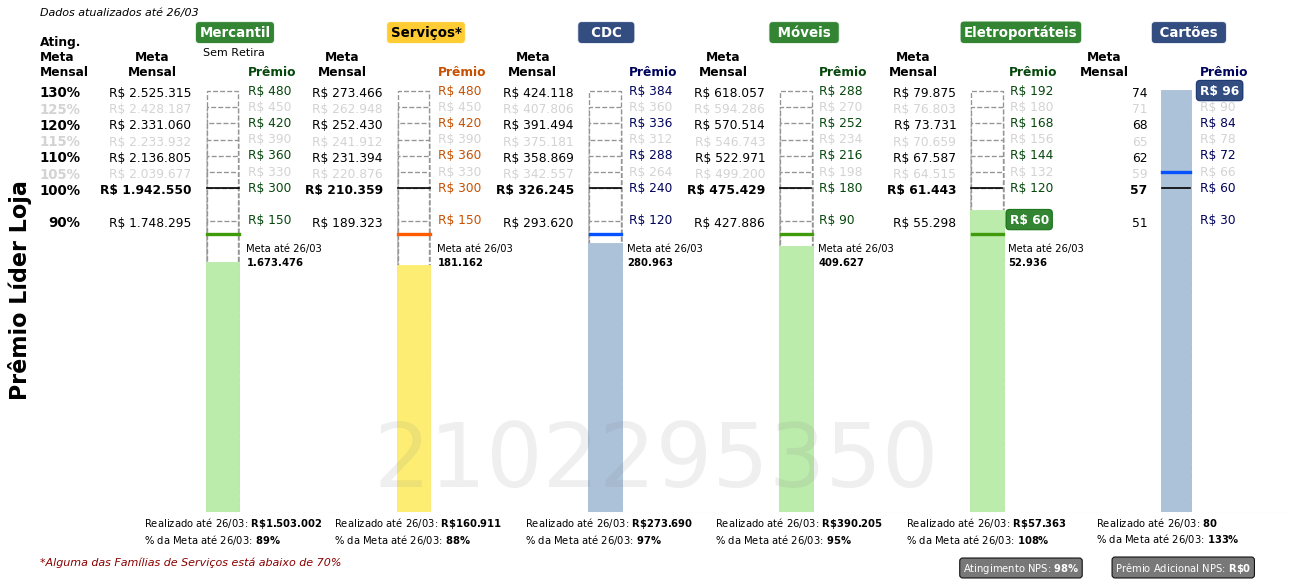 Dados atualizados até 26/03
Mercantil Serviços* CDC Móveis Eletroportáteis Cartões
Sem Retira
Ating. Meta Mensal
Meta Mensal Prêmio Meta Mensal Prêmio Meta Mensal Prêmio Meta Mensal Prêmio Meta Mensal Prêmio Meta Mensal Prêmio
130% R$ 2.525.315 R$ 480 R$ 273.466 R$ 480 R$ 424.118 R$ 384 R$ 618.057 R$ 288 R$ 79.875 R$ 192 74 R$ 96
125% R$ 2.428.187 R$ 450 R$ 262.948 R$ 450 R$ 407.806 R$ 360 R$ 594.286 R$ 270 R$ 76.803 R$ 180 71 R$ 90
120% R$ 2.331.060 R$ 420 R$ 252.430 R$ 420 R$ 391.494 R$ 336 R$ 570.514 R$ 252 R$ 73.731 R$ 168 68 R$ 84
115% R$ 2.233.932 R$ 390 R$ 241.912 R$ 390 R$ 375.181 R$ 312 R$ 546.743 R$ 234 R$ 70.659 R$ 156 65 R$ 78
110% R$ 2.136.805 R$ 360 R$ 231.394 R$ 360 R$ 358.869 R$ 288 R$ 522.971 R$ 216 R$ 67.587 R$ 144 62 R$ 72
105% R$ 2.039.677 R$ 330 R$ 220.876 R$ 330 R$ 342.557 R$ 264 R$ 499.200 R$ 198 R$ 64.515 R$ 132 59 R$ 66
100% R$ 1.942.550 R$ 300 R$ 210.359 R$ 300 R$ 326.245 R$ 240 R$ 475.429 R$ 180 R$ 61.443 R$ 120 57 R$ 60
90% R$ 1.748.295 R$ 150 R$ 189.323 R$ 150 R$ 293.620 R$ 120 R$ 427.886 R$ 90 R$ 55.298 R$ 60 51 R$ 30
Meta até 26/03 Meta até 26/03 Meta até 26/03 Meta até 26/03 Meta até 26/03
1.673.476 181.162 280.963 409.627 52.936
Prêmio Líder Loja
2102295350
Realizado até 26/03: R$1.503.002 Realizado até 26/03: R$160.911 Realizado até 26/03: R$273.690 Realizado até 26/03: R$390.205 Realizado até 26/03: R$57.363 Realizado até 26/03: 80
% da Meta até 26/03: 89% % da Meta até 26/03: 88% % da Meta até 26/03: 97% % da Meta até 26/03: 95% % da Meta até 26/03: 108% % da Meta até 26/03: 133%
*Alguma das Famílias de Serviços está abaixo de 70% Atingimento NPS: 98% Prêmio Adicional NPS: R$0